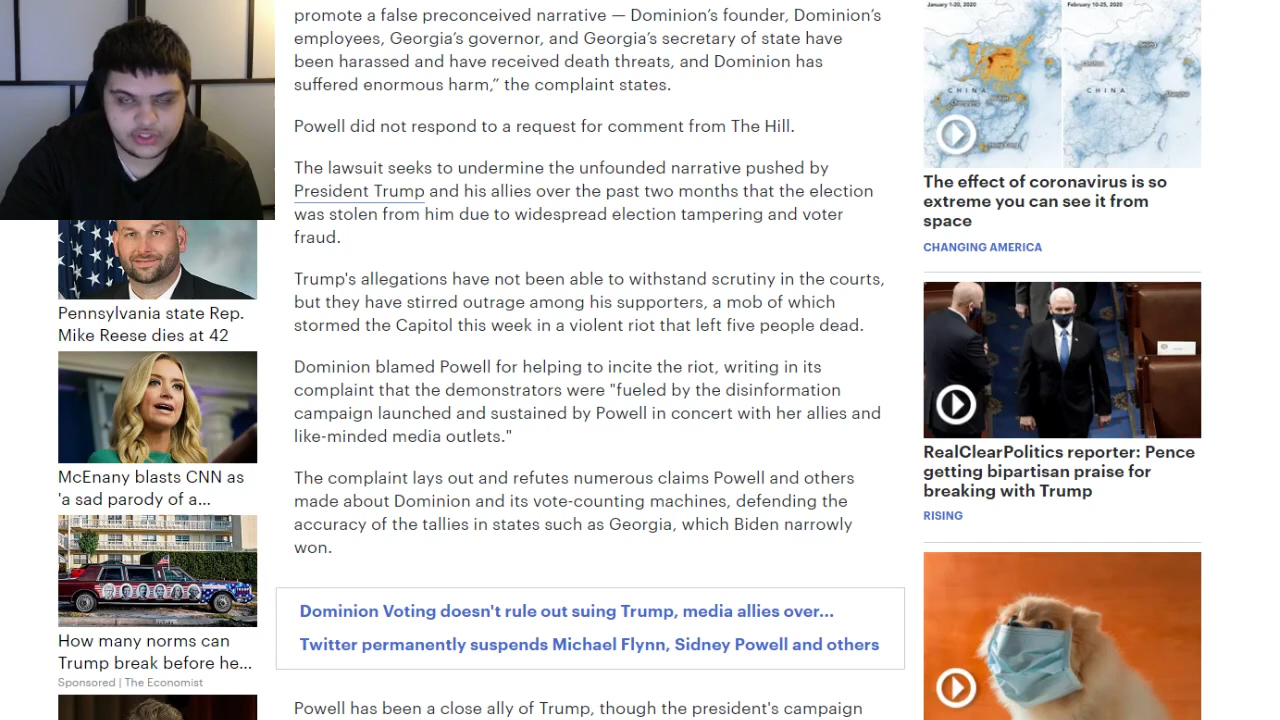 promote a false preconceived narrative — Dominion’s founder, Dominion’s
employees, Georgia’s governor, and Georgia’s secretary of state have
been harassed and have received death threats, and Dominion has
suffered enormous harm,” the complaint states.
Powell did not respond to a request for comment from The Hill.
The lawsuit seeks to undermine the unfounded narrative pushed by
President Trump and his allies over the past two months that the election
was stolen from him due to widespread election tampering and voter
fraud.
Trump's allegations have not been able to withstand scrutiny in the courts,
but they have stirred outrage among his supporters, a mob of which
stormed the Capitol this week in a violent riot that left five people dead.
Dominion blamed Powell for helping to incite the riot, writing in its
complaint that the demonstrators were "fueled by the disinformation
campaign launched and sustained by Powell in concert with her allies and
like-minded media outlets."
The complaint lays out and refutes numerous claims Powell and others
made about Dominion and its vote-counting machines, defending the
accuracy of the tallies in states such as Georgia, which Biden narrowly
won.
Dominion Voting doesn't rule out suing Trump, media allies over...
Twitter permanently suspends Michael Flynn, Sidney Powell and others
Powell has been a close ally of Trump, though the president's campaign
Pennsylvania state Rep.
Mike Reese dies at 42
McEnany blasts CNN as
'a sad parody of a...
How many norms can
Trump break before he...
Sponsored | The Economist
January 1-20, 2020
February 10-25, 2020
CHINA
CHINA
The effect of coronavirus is so
extreme you can see it from
space
CHANGING AMERICA
RealClearPolitics reporter: Pence
getting bipartisan praise for
breaking with Trump
RISING